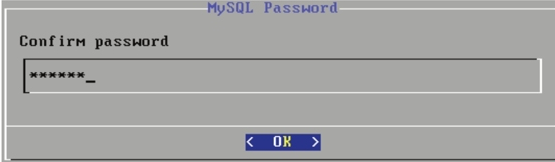 MySQL Password
Confirm password
******_
< OK >